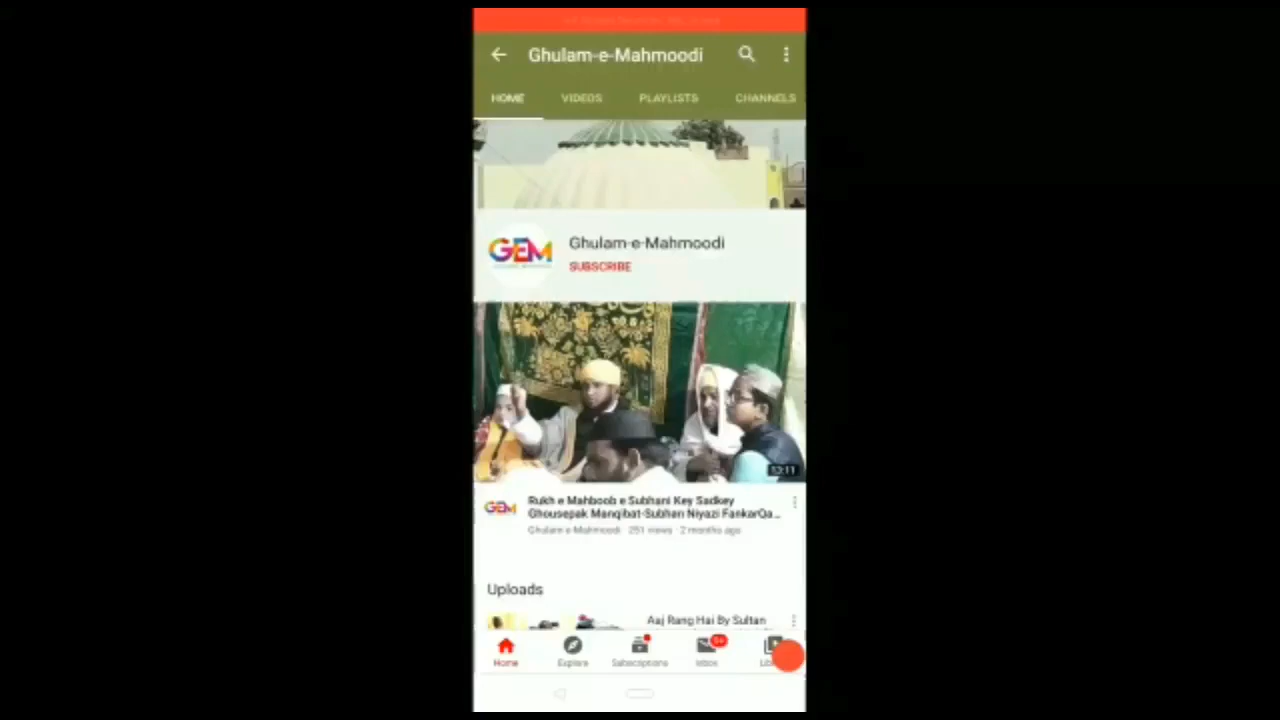 Ghulam-e-Mahmoodi
HOME VIDEOS PLAYLISTS CHANNELS
GEM
Ghulam-e-Mahmoodi
SUBSCRIBE
GEM
Rukh e Mahboob e Subhani Key Sadkey
Ghousepak Manqibat-Subhan Niyazi FankarQa...
Ghulam e Mahmoodi · 251 views · 2 months ago
Uploads
Aaj Rang Hai By Sultan
Home Explore Subscriptions Inbox